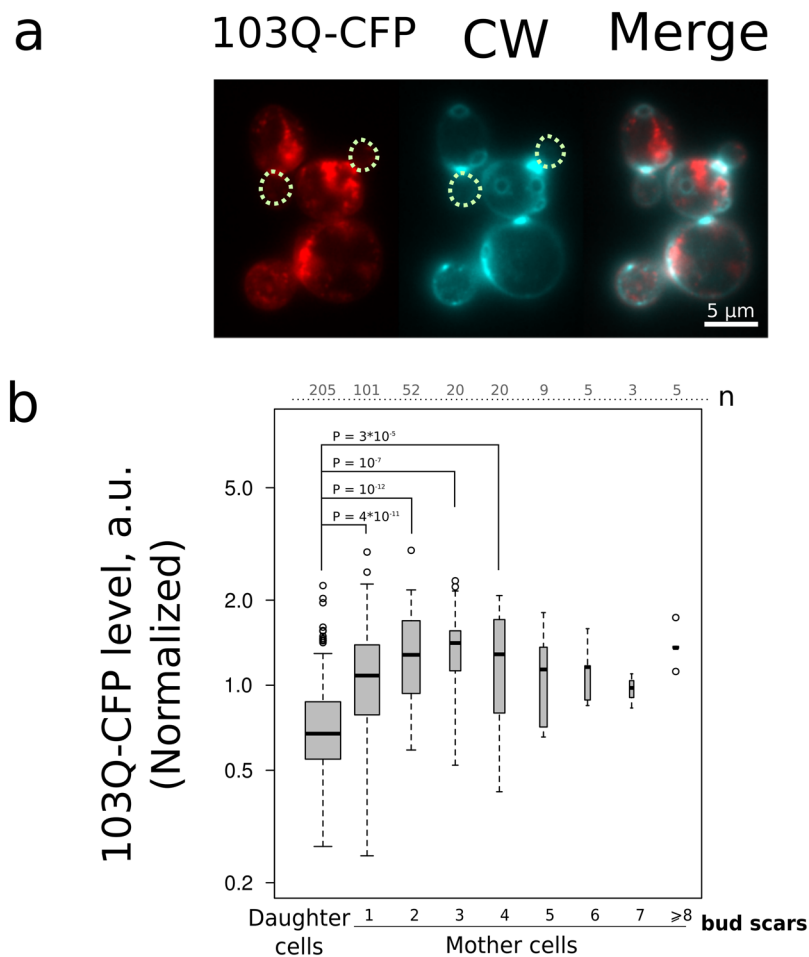 a
103Q-CFP CW Merge
5 µm
b
205 101 52 20 20 9 5 3 5 n
P = 3*10⁻⁵
P = 10⁻⁷
P = 10⁻¹²
P = 4*10⁻¹¹
103Q-CFP level, a.u.
(Normalized)
5.0
2.0
1.0
0.5
0.2
Daughter cells
1 2 3 4 5 6 7 ⩾8 bud scars
Mother cells